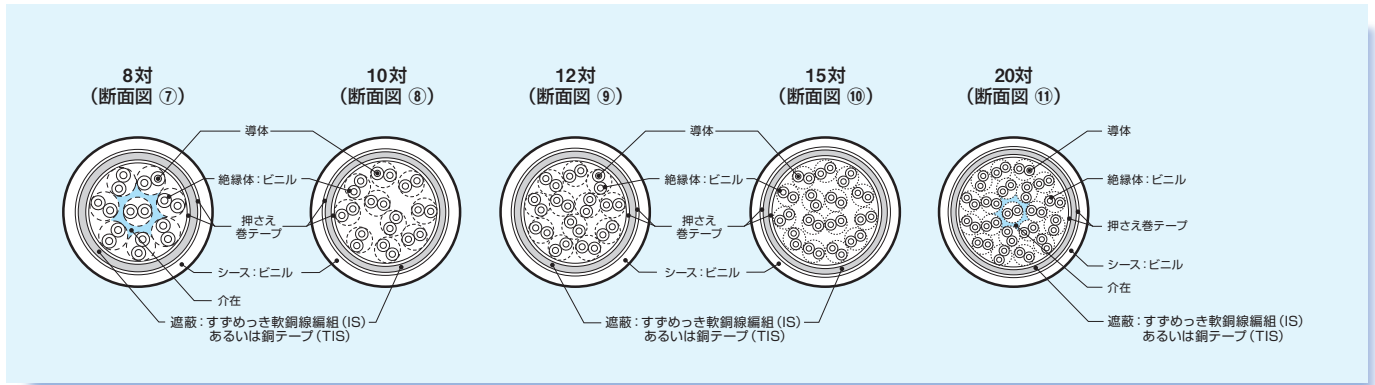 8対
（断面図 ⑦）
10対
（断面図 ⑧）
12対
（断面図 ⑨）
15対
（断面図 ⑩）
20対
（断面図 ⑪）
導体
絶縁体：ビニル
押さえ
巻テープ
シース：ビニル
介在
遮蔽：すずめっき軟銅線編組（IS）
あるいは銅テープ（TIS）
導体
絶縁体：ビニル
押さえ
巻テープ
シース：ビニル
遮蔽：すずめっき軟銅線編組（IS）
あるいは銅テープ（TIS）
導体
絶縁体：ビニル
押さえ巻テープ
シース：ビニル
介在
遮蔽：すずめっき軟銅線編組（IS）
あるいは銅テープ（TIS）